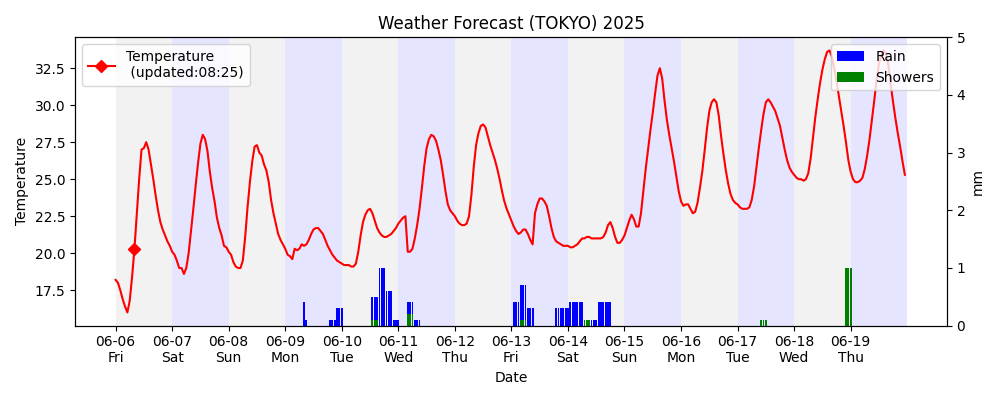 Weather Forecast (TOKYO) 2025
Temperature
(updated:08:25)
Rain
Showers
Temperature
32.5
30.0
27.5
25.0
22.5
20.0
17.5
5
4
3
2
1
0
mm
06-06 06-07 06-08 06-09 06-10 06-11 06-12 06-13 06-14 06-15 06-16 06-17 06-18 06-19
Fri Sat Sun Mon Tue Wed Thu Fri Sat Sun Mon Tue Wed Thu
Date